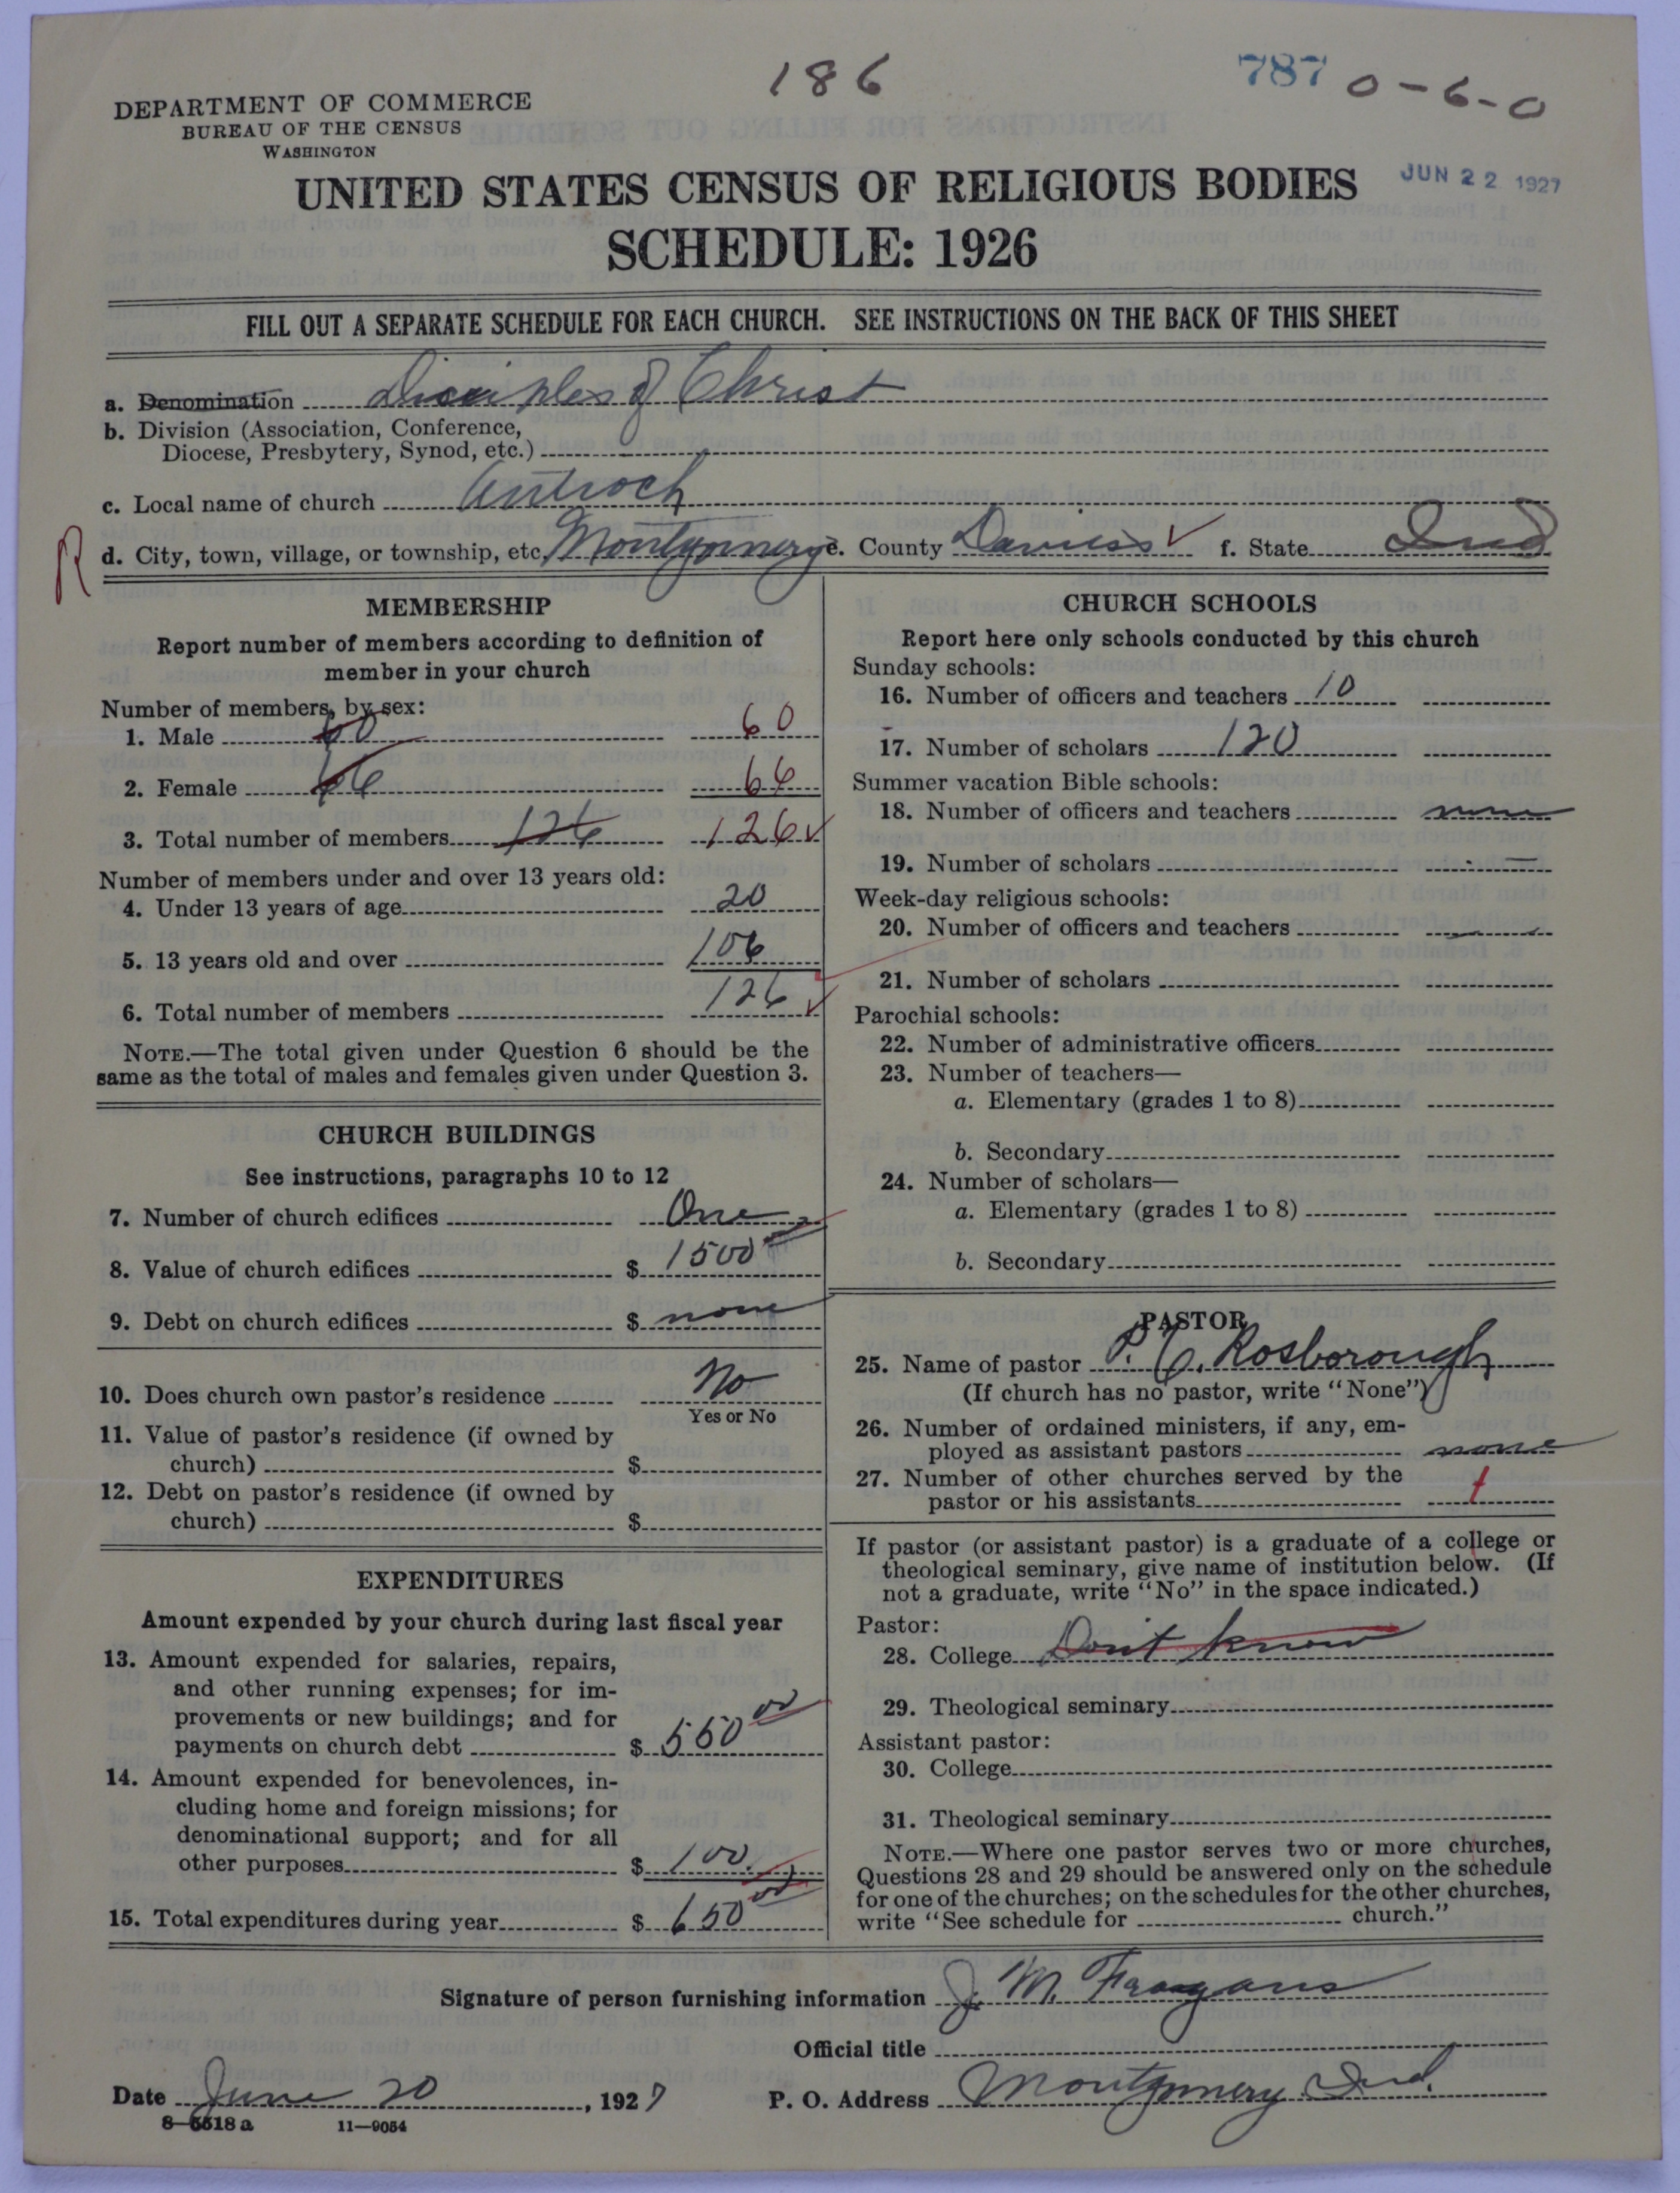 186
787 0-6-0
DEPARTMENT OF COMMERCE
BUREAU OF THE CENSUS
WASHINGTON
UNITED STATES CENSUS OF RELIGIOUS BODIES
JUN 22 1927
SCHEDULE: 1926
FILL OUT A SEPARATE SCHEDULE FOR EACH CHURCH. SEE INSTRUCTIONS ON THE BACK OF THIS SHEET
a. Denomination Disciples of Christ
b. Division (Association, Conference,
Diocese, Presbytery, Synod, etc.)
c. Local name of church Antioch
R d. City, town, village, or township, etc. Montgomery e. County Daviess ✓ f. State Ind
MEMBERSHIP
Report number of members according to definition of
member in your church
Number of members, by sex:
1. Male 60 60
2. Female 66 66
3. Total number of members 126 126 ✓
Number of members under and over 13 years old:
4. Under 13 years of age 20
5. 13 years old and over 106
6. Total number of members 126 ✓
NOTE.—The total given under Question 6 should be the
same as the total of males and females given under Question 3.
CHURCH BUILDINGS
See instructions, paragraphs 10 to 12
7. Number of church edifices One
8. Value of church edifices $ 1500 00
9. Debt on church edifices $ none
10. Does church own pastor's residence No
Yes or No
11. Value of pastor's residence (if owned by
church) $
12. Debt on pastor's residence (if owned by
church) $
EXPENDITURES
Amount expended by your church during last fiscal year
13. Amount expended for salaries, repairs,
and other running expenses; for im-
provements or new buildings; and for
payments on church debt $ 550 00
14. Amount expended for benevolences, in-
cluding home and foreign missions; for
denominational support; and for all
other purposes $ 100.
15. Total expenditures during year $ 650 00
CHURCH SCHOOLS
Report here only schools conducted by this church
Sunday schools:
16. Number of officers and teachers 10
17. Number of scholars 120
Summer vacation Bible schools:
18. Number of officers and teachers none
19. Number of scholars
Week-day religious schools:
20. Number of officers and teachers
21. Number of scholars
Parochial schools:
22. Number of administrative officers
23. Number of teachers—
a. Elementary (grades 1 to 8)
b. Secondary
24. Number of scholars—
a. Elementary (grades 1 to 8)
b. Secondary
PASTOR
25. Name of pastor P. C. Rosborough
(If church has no pastor, write "None")
26. Number of ordained ministers, if any, em-
ployed as assistant pastors none
27. Number of other churches served by the
pastor or his assistants
If pastor (or assistant pastor) is a graduate of a college or
theological seminary, give name of institution below. (If
not a graduate, write "No" in the space indicated.)
Pastor:
28. College Dont know
29. Theological seminary
Assistant pastor:
30. College
31. Theological seminary
NOTE.—Where one pastor serves two or more churches,
Questions 28 and 29 should be answered only on the schedule
for one of the churches; on the schedules for the other churches,
write "See schedule for church."
Signature of person furnishing information J. M.
Official title
Date June 20, 1927 P. O. Address Montgomery Ind.
8-5518 a 11-9054